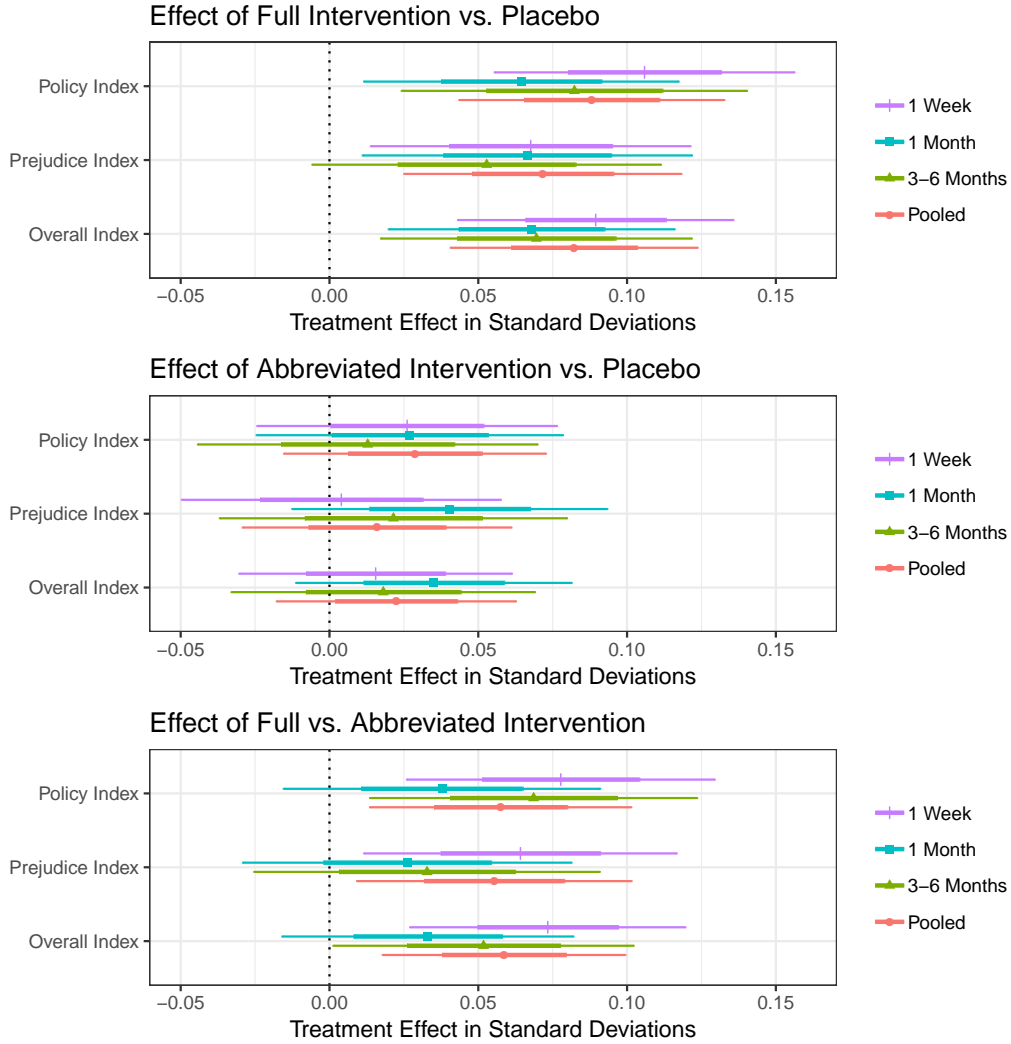 Effect of Full Intervention vs. Placebo
Policy Index
Prejudice Index
Overall Index
1 Week
1 Month
3−6 Months
Pooled
−0.05 0.00 0.05 0.10 0.15
Treatment Effect in Standard Deviations
Effect of Abbreviated Intervention vs. Placebo
Policy Index
Prejudice Index
Overall Index
1 Week
1 Month
3−6 Months
Pooled
−0.05 0.00 0.05 0.10 0.15
Treatment Effect in Standard Deviations
Effect of Full vs. Abbreviated Intervention
Policy Index
Prejudice Index
Overall Index
1 Week
1 Month
3−6 Months
Pooled
−0.05 0.00 0.05 0.10 0.15
Treatment Effect in Standard Deviations